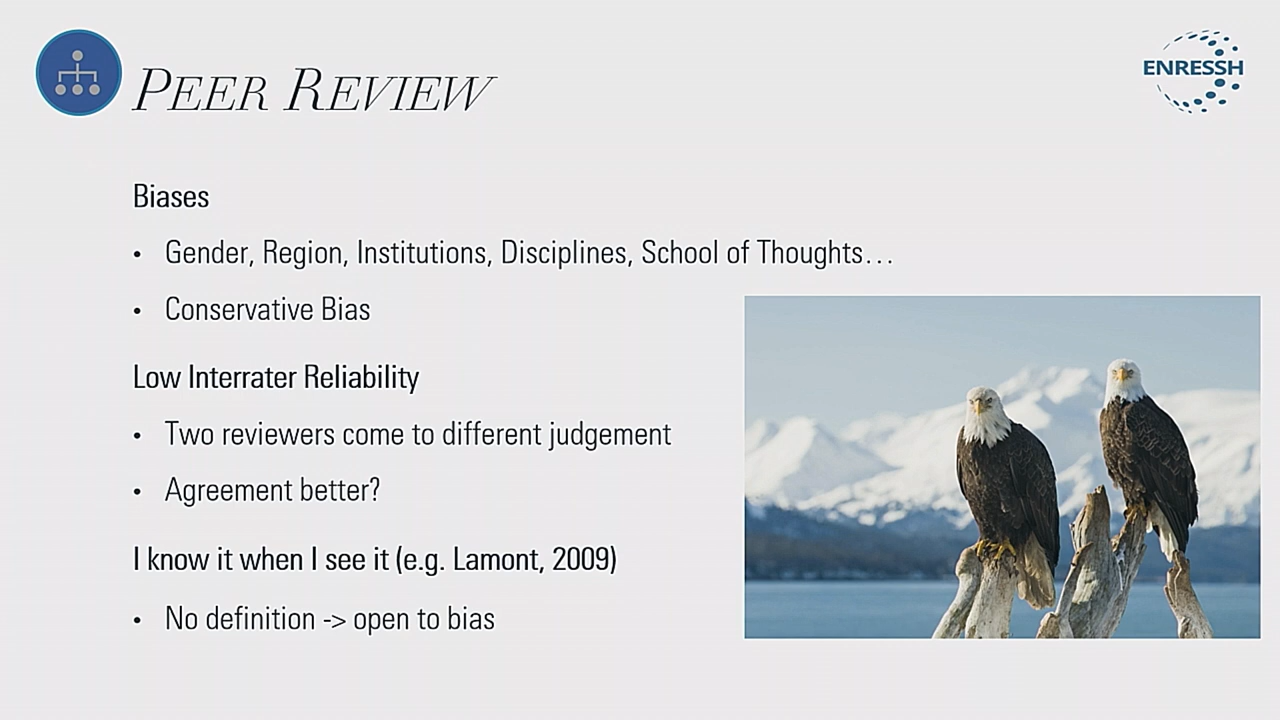 PEER REVIEW
ENRESSH
Biases
• Gender, Region, Institutions, Disciplines, School of Thoughts…
• Conservative Bias
Low Interrater Reliability
• Two reviewers come to different judgement
• Agreement better?
I know it when I see it (e.g. Lamont, 2009)
• No definition -> open to bias